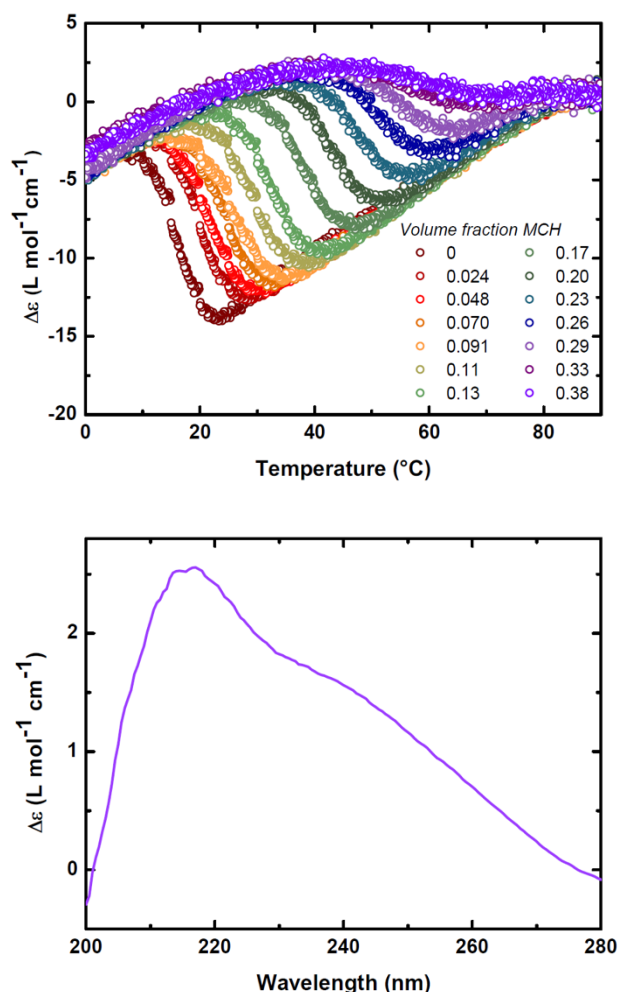 5
0
-5
-10
-15
-20
Δε (L mol⁻¹cm⁻¹)
Volume fraction MCH
0 0.17
0.024 0.20
0.048 0.23
0.070 0.26
0.091 0.29
0.11 0.33
0.13 0.38
0 20 40 60 80
Temperature (°C)
2
1
0
Δε (L mol⁻¹ cm⁻¹)
200 220 240 260 280
Wavelength (nm)